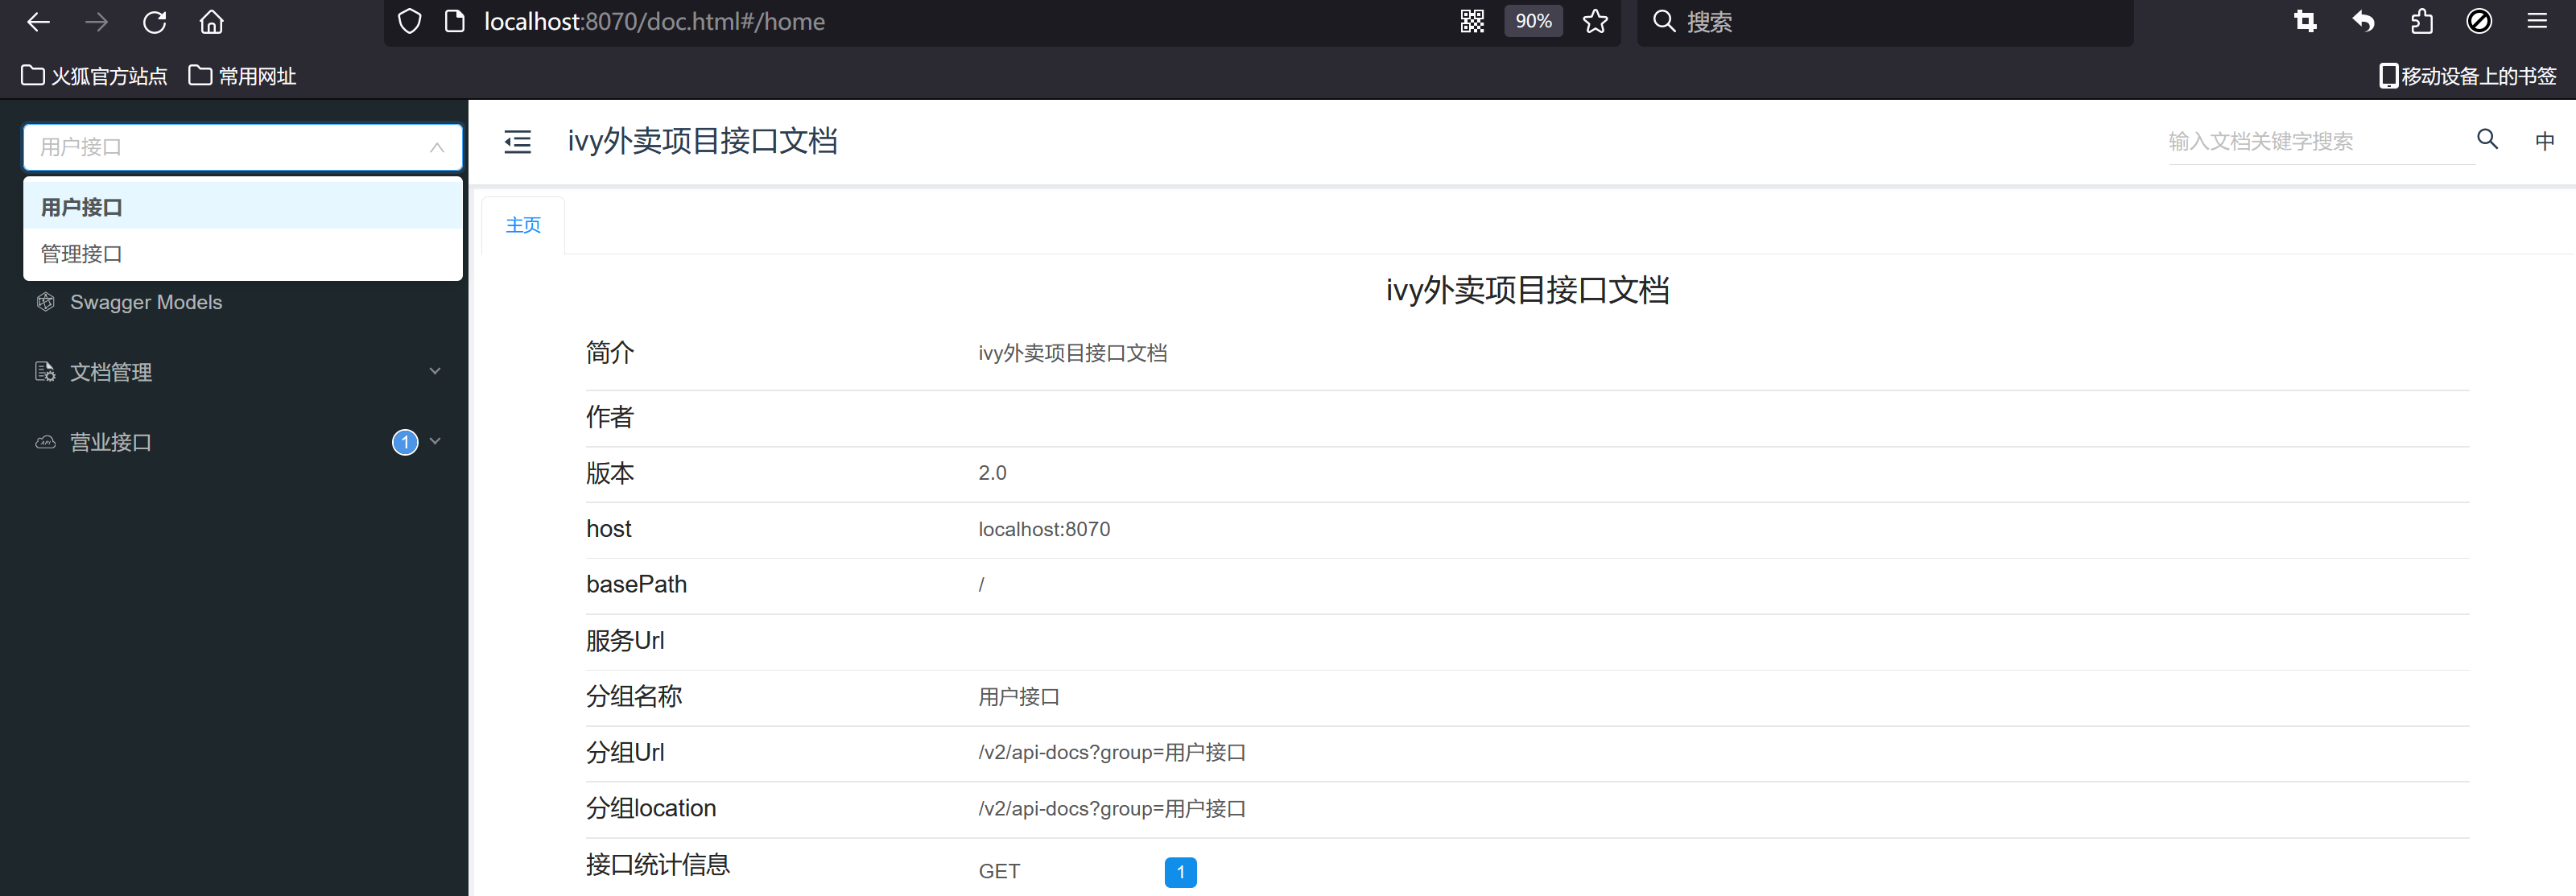 localhost:8070/doc.html#/home
90%
搜索
火狐官方站点
常用网址
移动设备上的书签
用户接口
用户接口
管理接口
Swagger Models
文档管理
营业接口
1
ivy外卖项目接口文档
输入文档关键字搜索
中
主页
ivy外卖项目接口文档
简介 ivy外卖项目接口文档
作者
版本 2.0
host localhost:8070
basePath /
服务Url
分组名称 用户接口
分组Url /v2/api-docs?group=用户接口
分组location /v2/api-docs?group=用户接口
接口统计信息 GET 1